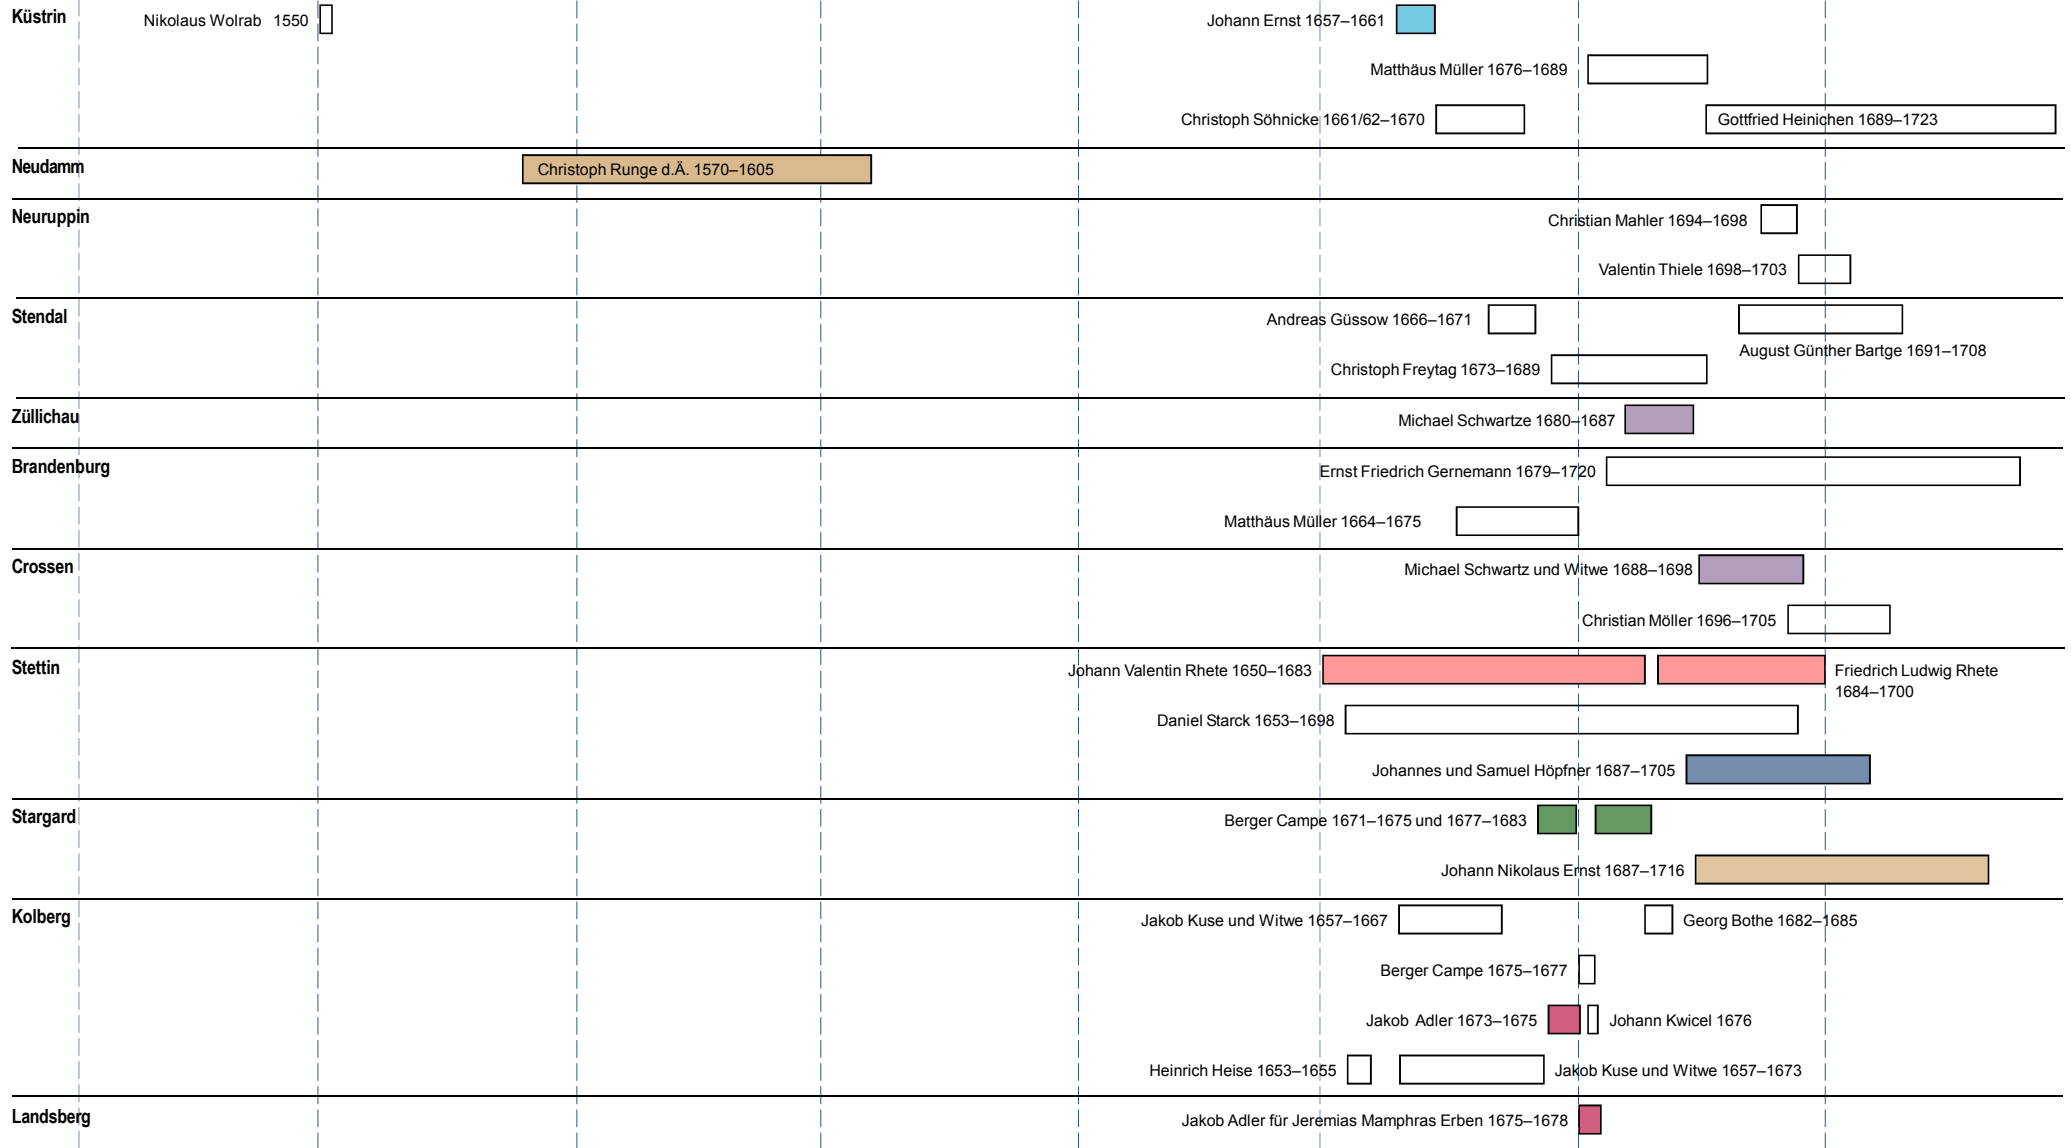 Küstrin
Nikolaus Wolrab 1550
Johann Ernst 1657–1661
Matthäus Müller 1676–1689
Christoph Söhnicke 1661/62–1670
Gottfried Heinichen 1689–1723
Neudamm
Christoph Runge d.Ä. 1570–1605
Neuruppin
Christian Mahler 1694–1698
Valentin Thiele 1698–1703
Stendal
Andreas Güssow 1666–1671
August Günther Bartge 1691–1708
Christoph Freytag 1673–1689
Züllichau
Michael Schwartze 1680–1687
Brandenburg
Ernst Friedrich Gernemann 1679–1720
Matthäus Müller 1664–1675
Crossen
Michael Schwartz und Witwe 1688–1698
Christian Möller 1696–1705
Stettin
Johann Valentin Rhete 1650–1683
Friedrich Ludwig Rhete
1684–1700
Daniel Starck 1653–1698
Johannes und Samuel Höpfner 1687–1705
Stargard
Berger Campe 1671–1675 und 1677–1683
Johann Nikolaus Ernst 1687–1716
Kolberg
Jakob Kuse und Witwe 1657–1667
Georg Bothe 1682–1685
Berger Campe 1675–1677
Jakob Adler 1673–1675
Johann Kwicel 1676
Heinrich Heise 1653–1655
Jakob Kuse und Witwe 1657–1673
Landsberg
Jakob Adler für Jeremias Mamphras Erben 1675–1678